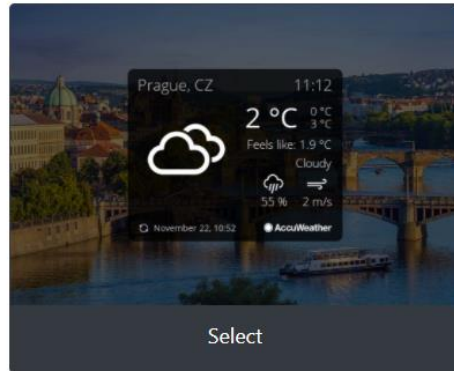 Prague, CZ 11:12
2 °C 0 °C
3 °C
Feels like: 1.9 °C
Cloudy
55 % 2 m/s
November 22, 10:52 AccuWeather
Select